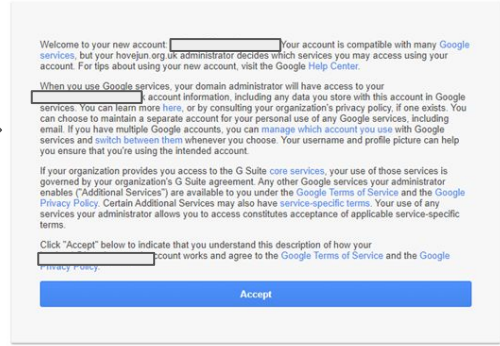 Welcome to your new account: Your account is compatible with many Google
services, but your hovejun.org.uk administrator decides which services you may access using your
account. For tips about using your new account, visit the Google Help Center.
When you use Google services, your domain administrator will have access to your
account information, including any data you store with this account in Google
services. You can learn more here, or by consulting your organization's privacy policy, if one exists. You
can choose to maintain a separate account for your personal use of any Google services, including
email. If you have multiple Google accounts, you can manage which account you use with Google
services and switch between them whenever you choose. Your username and profile picture can help
you ensure that you're using the intended account.
If your organization provides you access to the G Suite core services, your use of those services is
governed by your organization's G Suite agreement. Any other Google services your administrator
enables ("Additional Services") are available to you under the Google Terms of Service and the Google
Privacy Policy. Certain Additional Services may also have service-specific terms. Your use of any
services your administrator allows you to access constitutes acceptance of applicable service-specific
terms.
Click "Accept" below to indicate that you understand this description of how your
account works and agree to the Google Terms of Service and the Google
Privacy Policy.
Accept